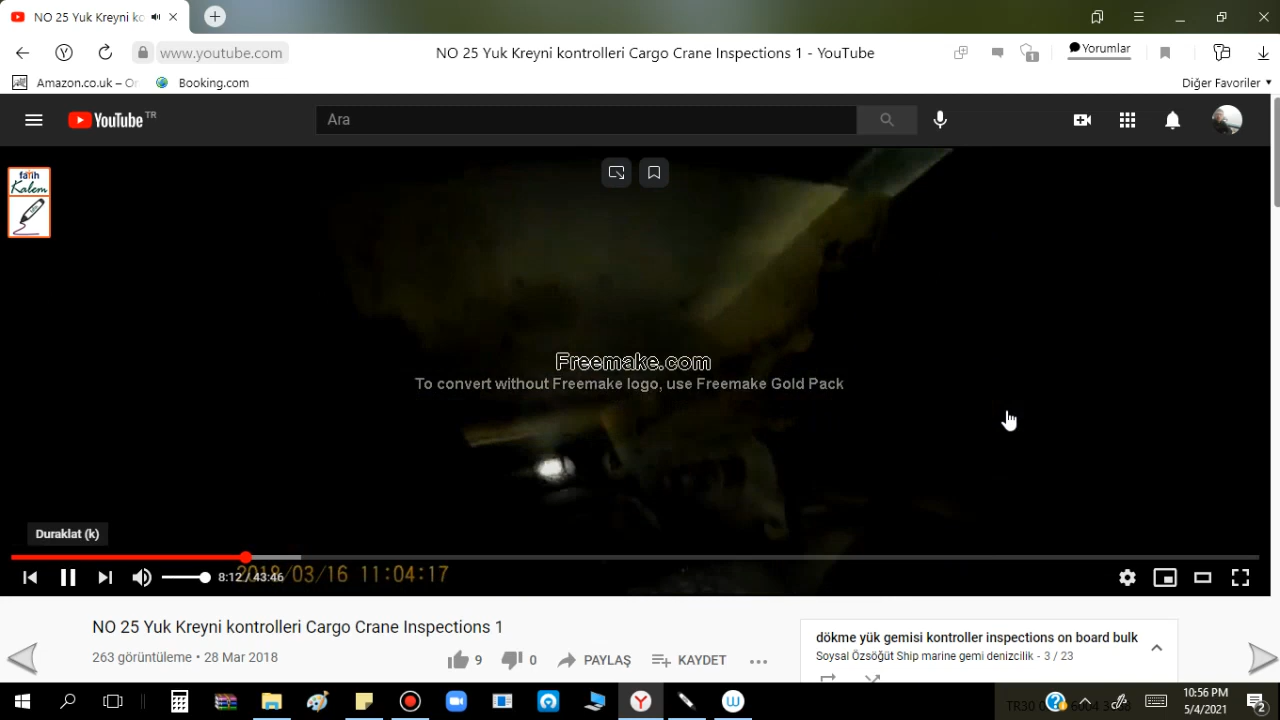 NO 25 Yuk Kreyni ko
www.youtube.com
NO 25 Yuk Kreyni kontrolleri Cargo Crane Inspections 1 - YouTube
1
Yorumlar
Amazon.co.uk – Or
Booking.com
Diğer Favoriler
YouTube TR
Ara
fatih
Kalem
Freemake.com
To convert without Freemake logo, use Freemake Gold Pack
Duraklat (k)
8:12 / 43:46
2018/03/16 11:04:17
NO 25 Yuk Kreyni kontrolleri Cargo Crane Inspections 1
263 görüntüleme • 28 Mar 2018
9
0
PAYLAŞ
KAYDET
dökme yük gemisi kontroller inspections on board bulk
Soysal Özsöğüt Ship marine gemi denizcilik - 3 / 23
10:56 PM
5/4/2021
2